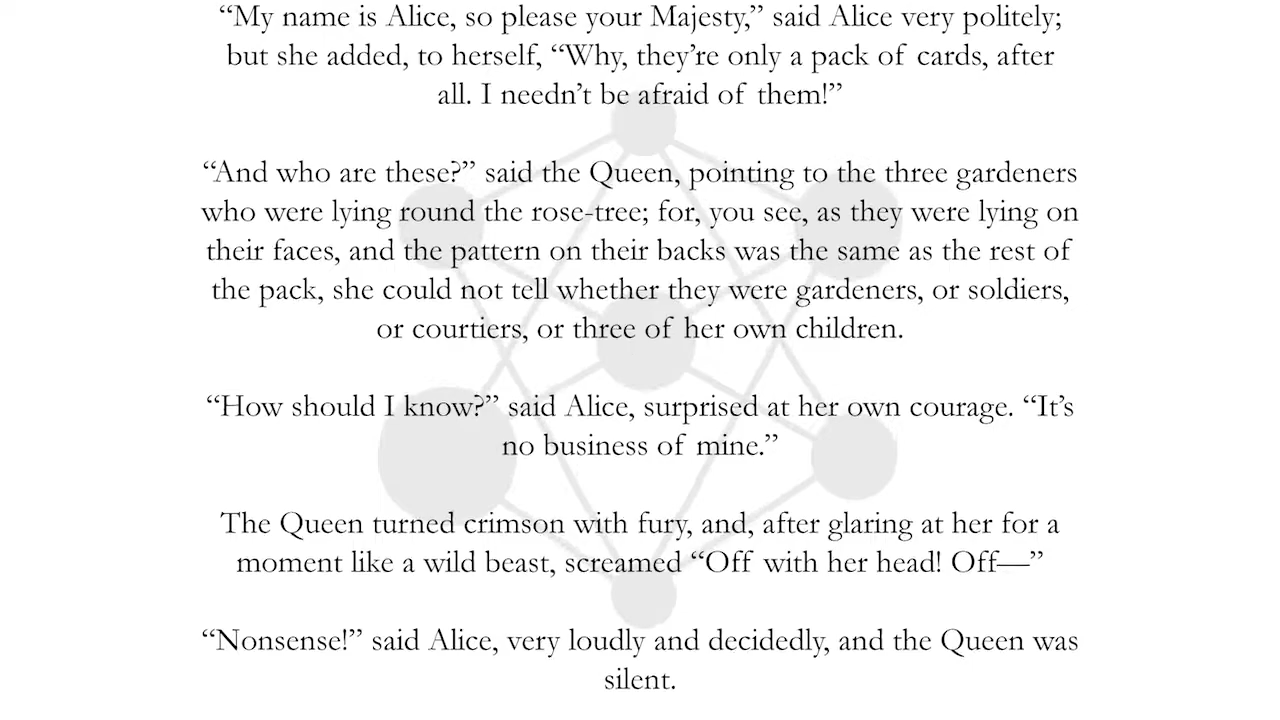 “My name is Alice, so please your Majesty,” said Alice very politely;
but she added, to herself, “Why, they’re only a pack of cards, after
all. I needn’t be afraid of them!”
“And who are these?” said the Queen, pointing to the three gardeners
who were lying round the rose-tree; for, you see, as they were lying on
their faces, and the pattern on their backs was the same as the rest of
the pack, she could not tell whether they were gardeners, or soldiers,
or courtiers, or three of her own children.
“How should I know?” said Alice, surprised at her own courage. “It’s
no business of mine.”
The Queen turned crimson with fury, and, after glaring at her for a
moment like a wild beast, screamed “Off with her head! Off—”
“Nonsense!” said Alice, very loudly and decidedly, and the Queen was
silent.